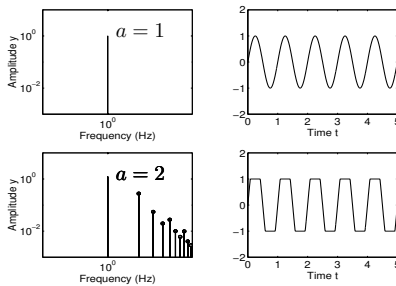 Amplitude y
10^0
10^-2
a = 1
10^0
Frequency (Hz)
2
1
0
−1
−2
0 1 2 3 4 5
Time t
Amplitude y
10^0
10^-2
a = 2
10^0
Frequency (Hz)
2
1
0
−1
−2
0 1 2 3 4 5
Time t